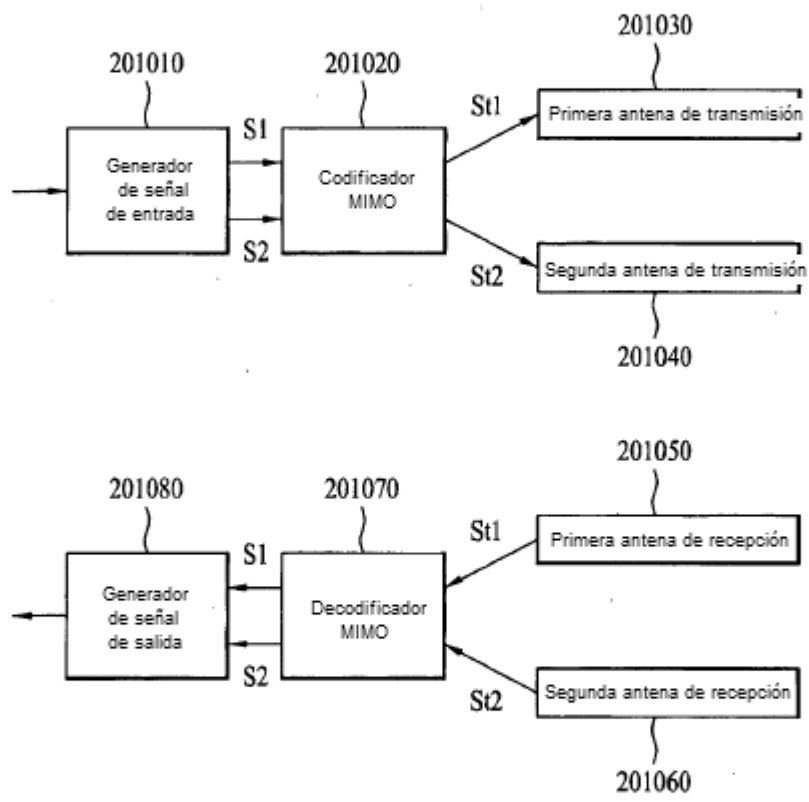 201010
201020
201030
S1
S2
St1
St2
Generador
de señal
de entrada
Codificador
MIMO
Primera antena de transmisión
Segunda antena de transmisión
201040
201080
201070
201050
S1
S2
St1
St2
Generador
de señal
de salida
Decodificador
MIMO
Primera antena de recepción
Segunda antena de recepción
201060